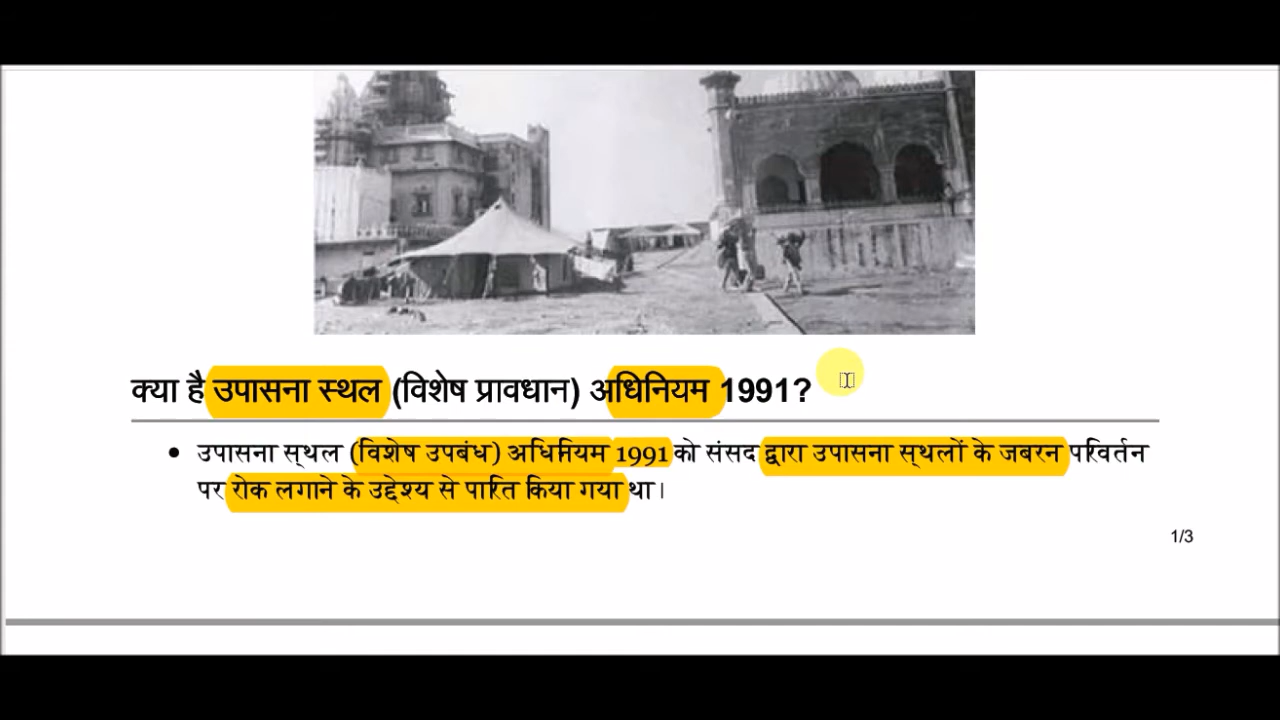 क्या है उपासना स्थल (विशेष प्रावधान) अधिनियम 1991?
• उपासना स्थल (विशेष उपबंध) अधिनियम 1991 को संसद द्वारा उपासना स्थलों के जबरन परिवर्तन
पर रोक लगाने के उद्देश्य से पारित किया गया था।
1/3